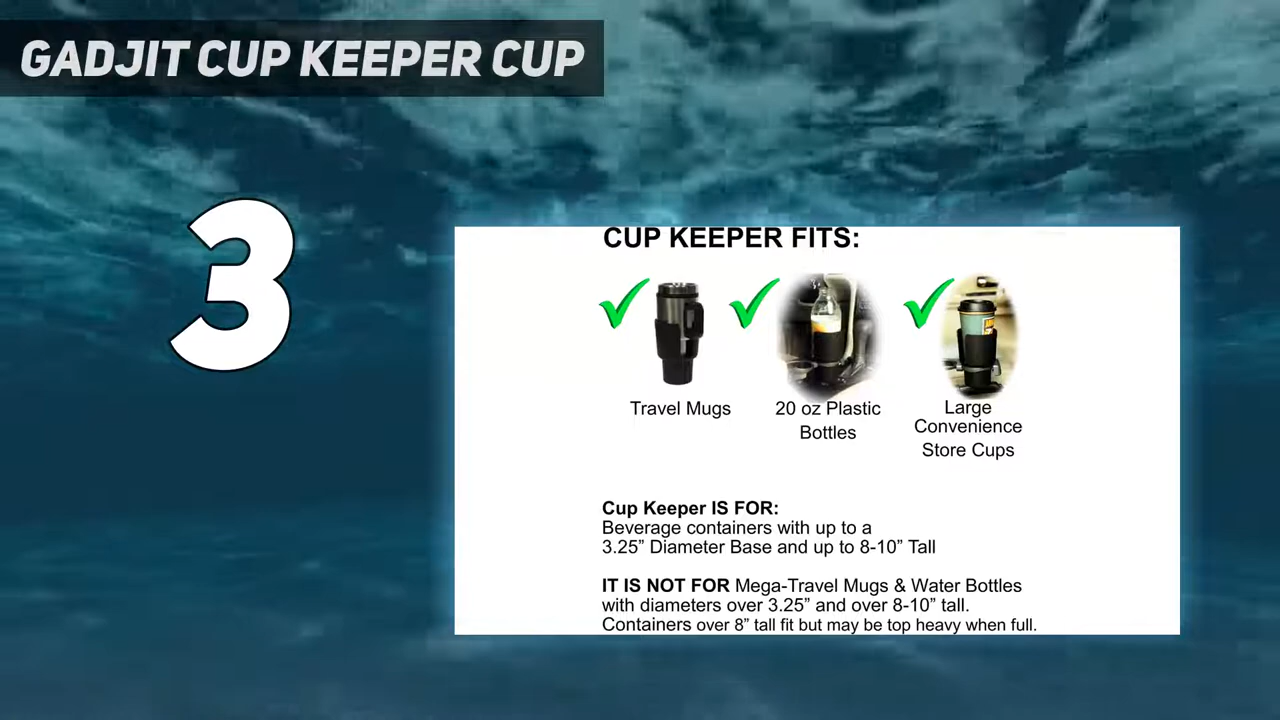 GADJIT CUP KEEPER CUP
3
CUP KEEPER FITS:
Travel Mugs
20 oz Plastic
Bottles
Large
Convenience
Store Cups
Cup Keeper IS FOR:
Beverage containers with up to a
3.25” Diameter Base and up to 8-10” Tall
IT IS NOT FOR Mega-Travel Mugs & Water Bottles
with diameters over 3.25” and over 8-10” tall.
Containers over 8” tall fit but may be top heavy when full.